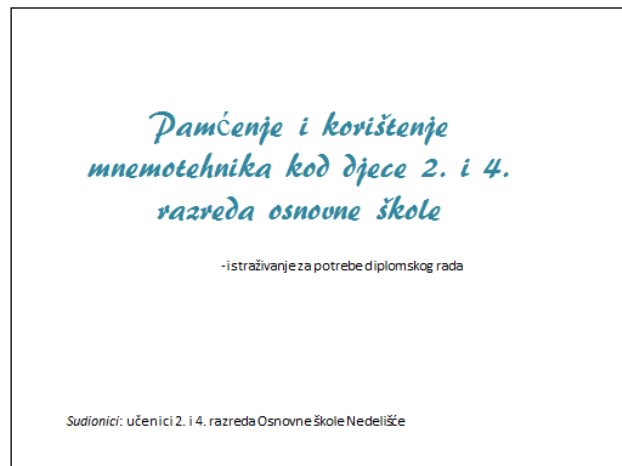 Pamćenje i korištenje
mnemotehnika kod djece 2. i 4.
razreda osnovne škole
-istraživanje za potrebe diplomskog rada
Sudionici: učenici 2. i 4. razreda Osnovne škole Nedelišće